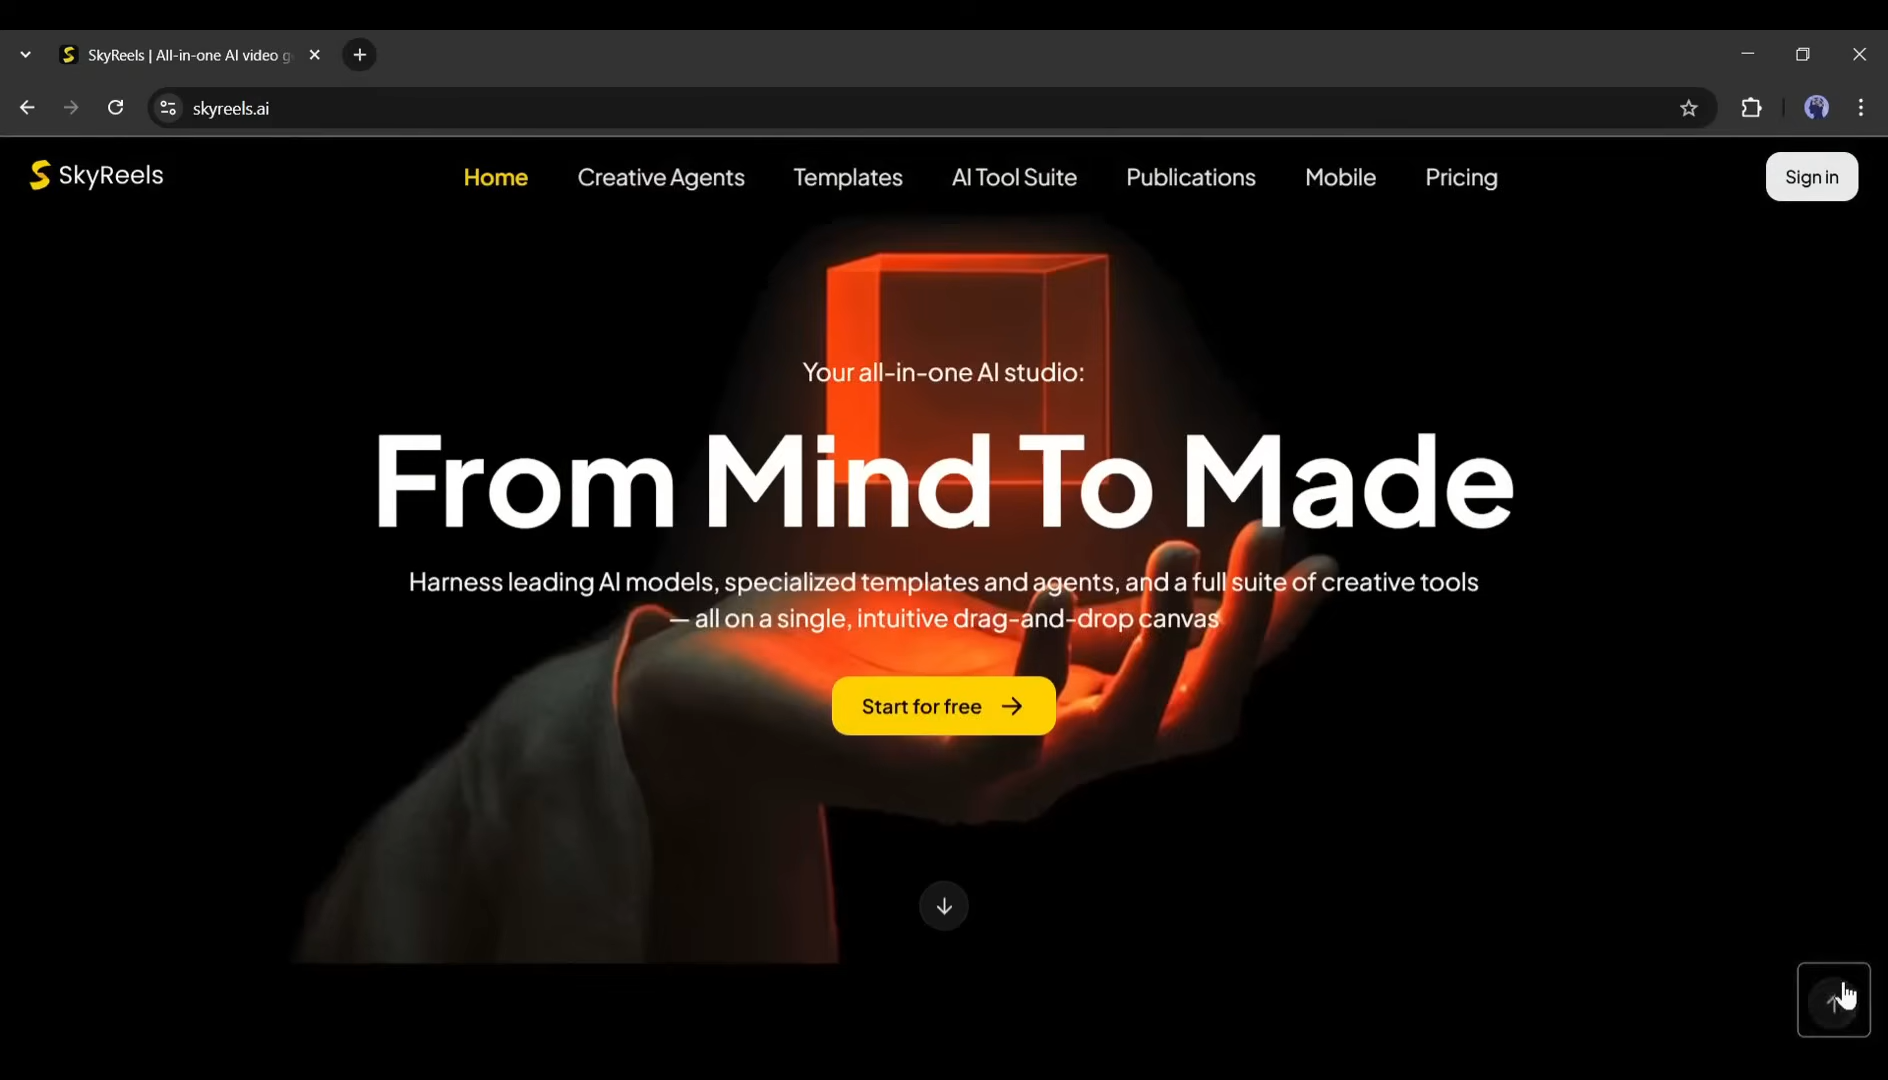 SkyReels | All-in-one AI video g
skyreels.ai
SkyReels
Home
Creative Agents
Templates
AI Tool Suite
Publications
Mobile
Pricing
Sign in
Your all-in-one AI studio:
From Mind To Made
Harness leading AI models, specialized templates and agents, and a full suite of creative tools
— all on a single, intuitive drag-and-drop canvas
Start for free